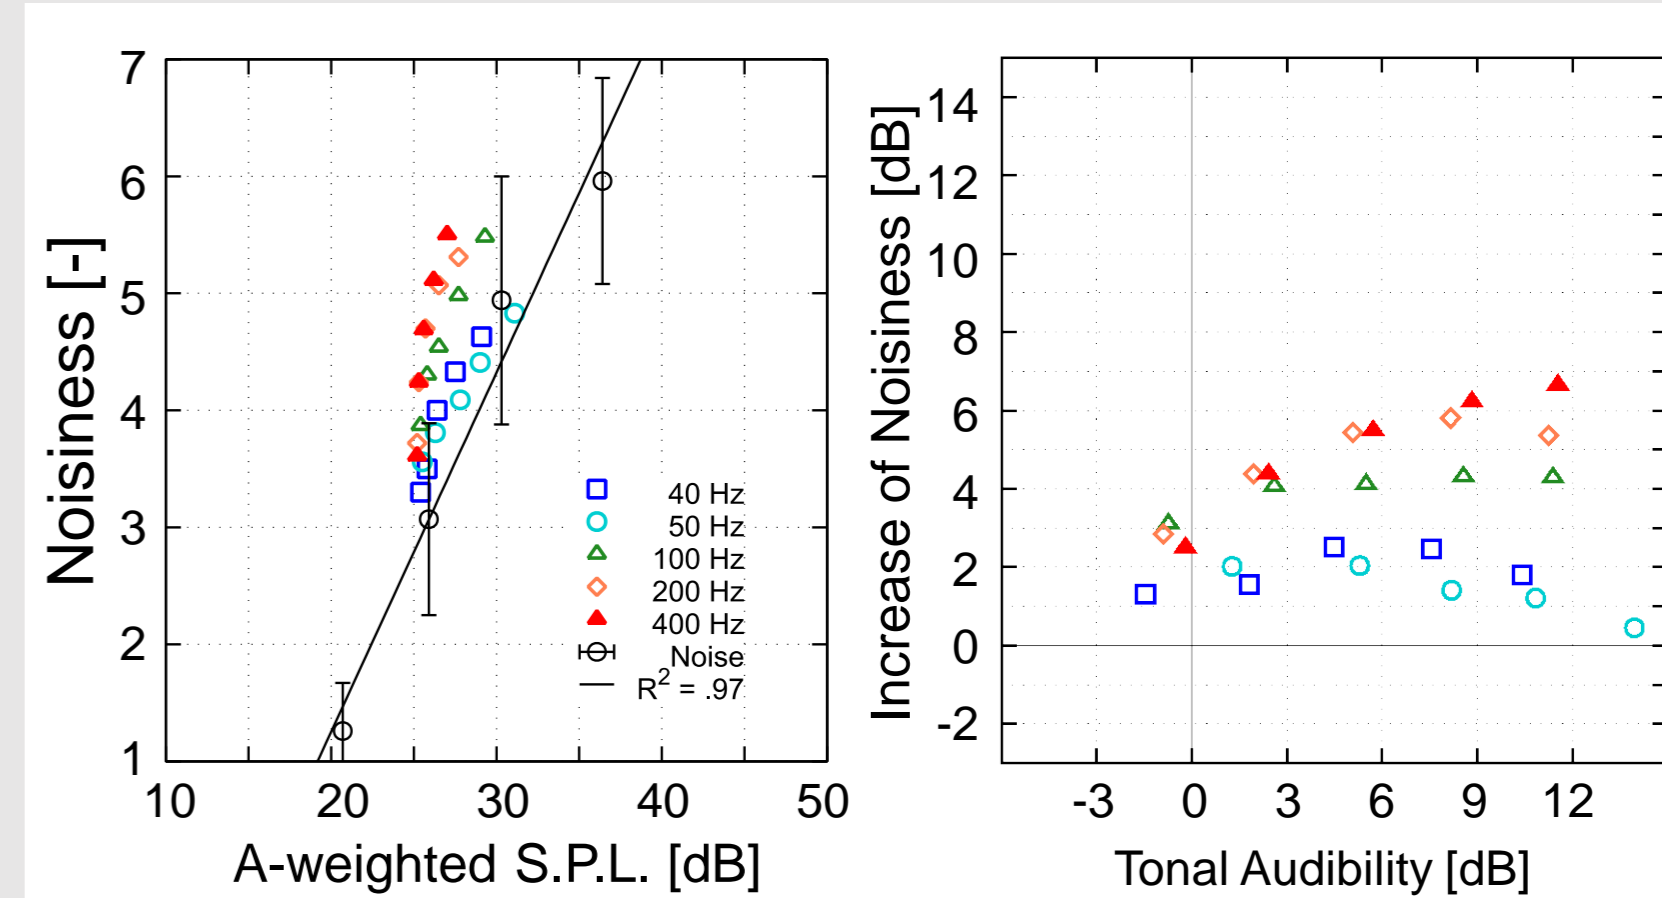 Noisiness [-]
7
6
5
4
3
2
1
40 Hz
50 Hz
100 Hz
200 Hz
400 Hz
Noise
R2 = .97
10 20 30 40 50
A-weighted S.P.L. [dB]
Increase of Noisiness [dB]
14
12
10
8
6
4
2
0
-2
-3 0 3 6 9 12
Tonal Audibility [dB]